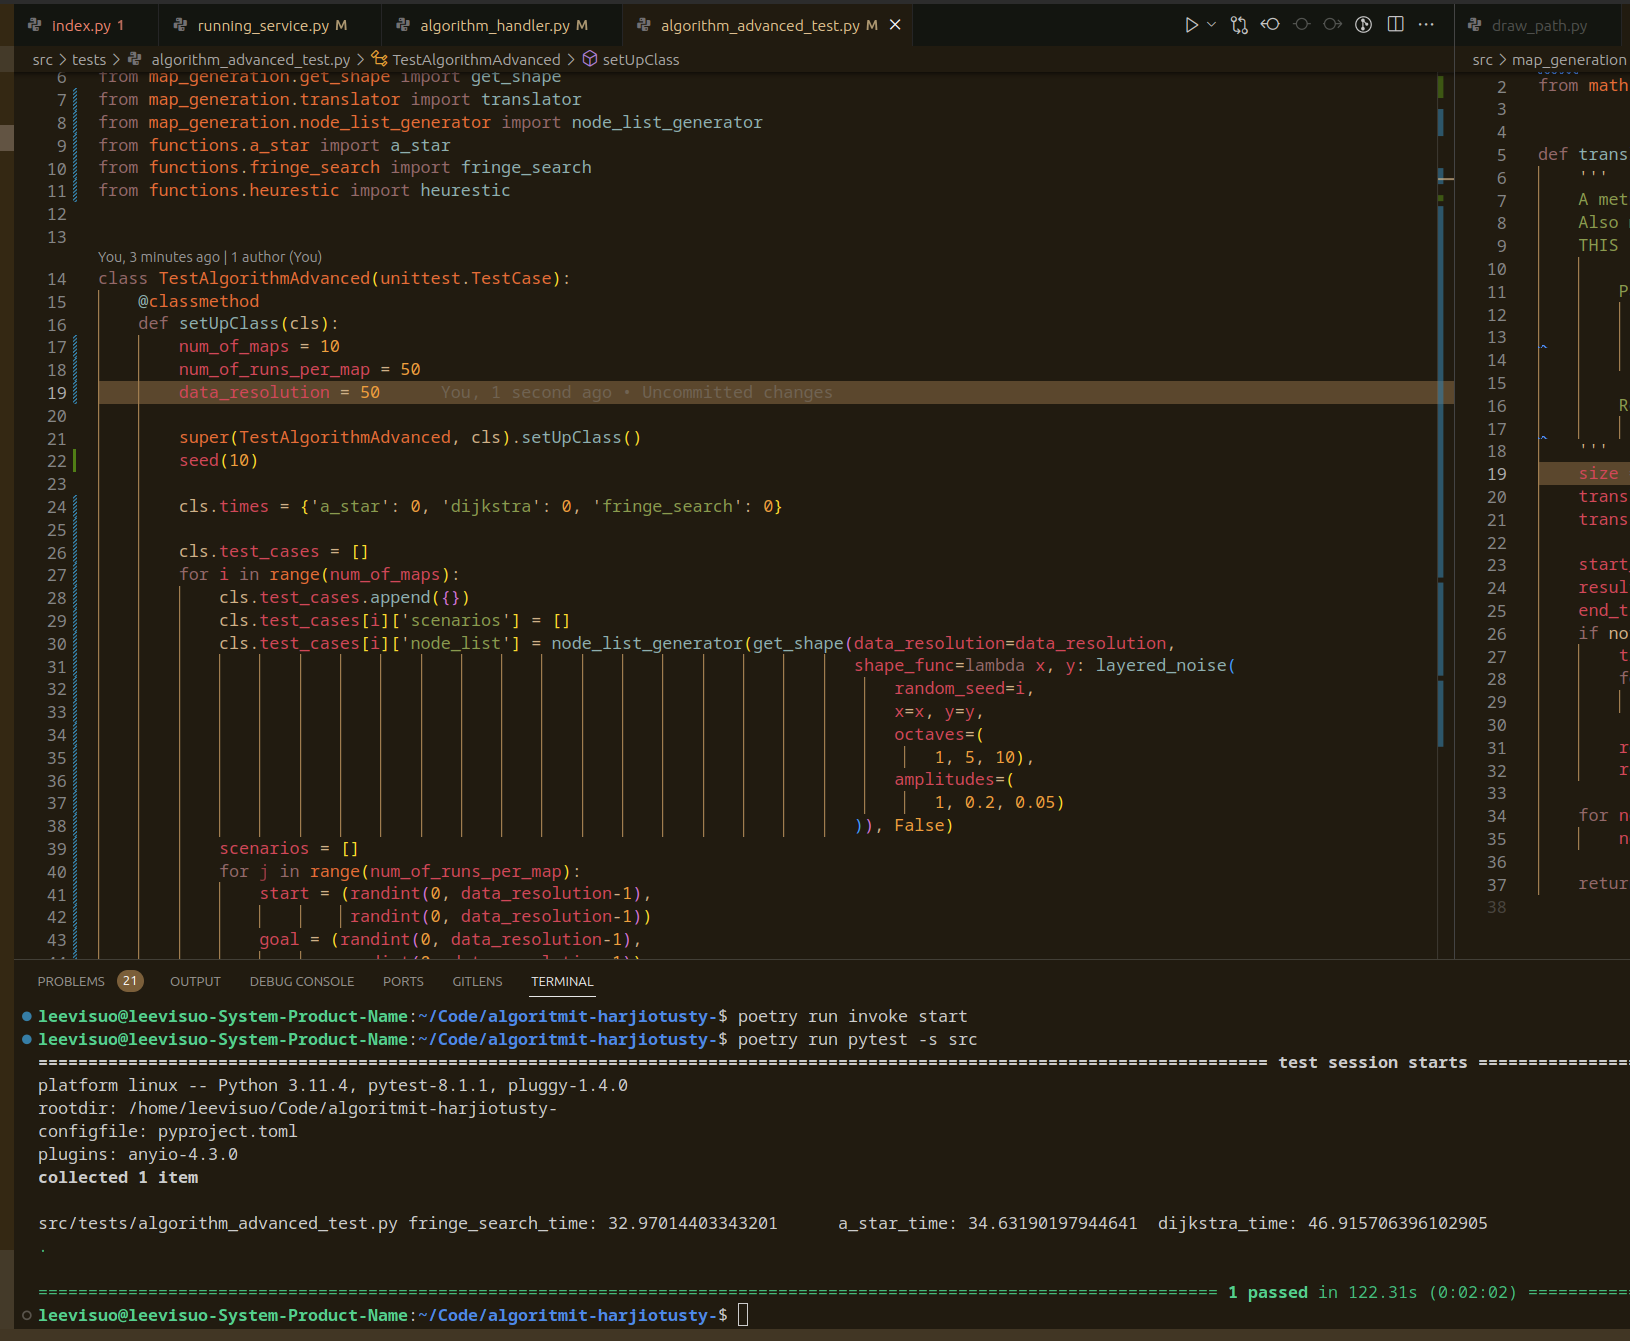 index.py 1
running_service.py M
algorithm_handler.py M
algorithm_advanced_test.py M
draw_path.py
src > tests > algorithm_advanced_test.py > TestAlgorithmAdvanced > setUpClass
6 from map_generation.get_shape import get_shape
7 from map_generation.translator import translator
8 from map_generation.node_list_generator import node_list_generator
9 from functions.a_star import a_star
10 from functions.fringe_search import fringe_search
11 from functions.heurestic import heurestic
12
13
You, 3 minutes ago | 1 author (You)
14 class TestAlgorithmAdvanced(unittest.TestCase):
15 @classmethod
16 def setUpClass(cls):
17 num_of_maps = 10
18 num_of_runs_per_map = 50
19 data_resolution = 50 You, 1 second ago • Uncommitted changes
20
21 super(TestAlgorithmAdvanced, cls).setUpClass()
22 seed(10)
23
24 cls.times = {'a_star': 0, 'dijkstra': 0, 'fringe_search': 0}
25
26 cls.test_cases = []
27 for i in range(num_of_maps):
28 cls.test_cases.append({})
29 cls.test_cases[i]['scenarios'] = []
30 cls.test_cases[i]['node_list'] = node_list_generator(get_shape(data_resolution=data_resolution,
31 shape_func=lambda x, y: layered_noise(
32 random_seed=i,
33 x=x, y=y,
34 octaves=(
35 1, 5, 10),
36 amplitudes=(
37 1, 0.2, 0.05)
38 )), False)
39 scenarios = []
40 for j in range(num_of_runs_per_map):
41 start = (randint(0, data_resolution-1),
42 randint(0, data_resolution-1))
43 goal = (randint(0, data_resolution-1),
src > map_generation
2 from math
3
4
5 def trans
6 '''
7 A met
8 Also
9 THIS
10
11 P
12
13
14
15
16 R
17
18 '''
19 size
20 trans
21 trans
22
23 start_
24 resul
25 end_t
26 if no
27 t
28 f
29
30
31 r
32 r
33
34 for n
35 n
36
37 retur
38
PROBLEMS 21 OUTPUT DEBUG CONSOLE PORTS GITLENS TERMINAL
leevisuo@leevisuo-System-Product-Name:~/Code/algoritmit-harjiotusty-$ poetry run invoke start
leevisuo@leevisuo-System-Product-Name:~/Code/algoritmit-harjiotusty-$ poetry run pytest -s src
=========================================================================================================================== test session starts ===============
platform linux -- Python 3.11.4, pytest-8.1.1, pluggy-1.4.0
rootdir: /home/leevisuo/Code/algoritmit-harjiotusty-
configfile: pyproject.toml
plugins: anyio-4.3.0
collected 1 item
src/tests/algorithm_advanced_test.py fringe_search_time: 32.97014403343201 a_star_time: 34.63190197944641 dijkstra_time: 46.915706396102905
.
====================================================================================================================== 1 passed in 122.31s (0:02:02) ==========
leevisuo@leevisuo-System-Product-Name:~/Code/algoritmit-harjiotusty-$